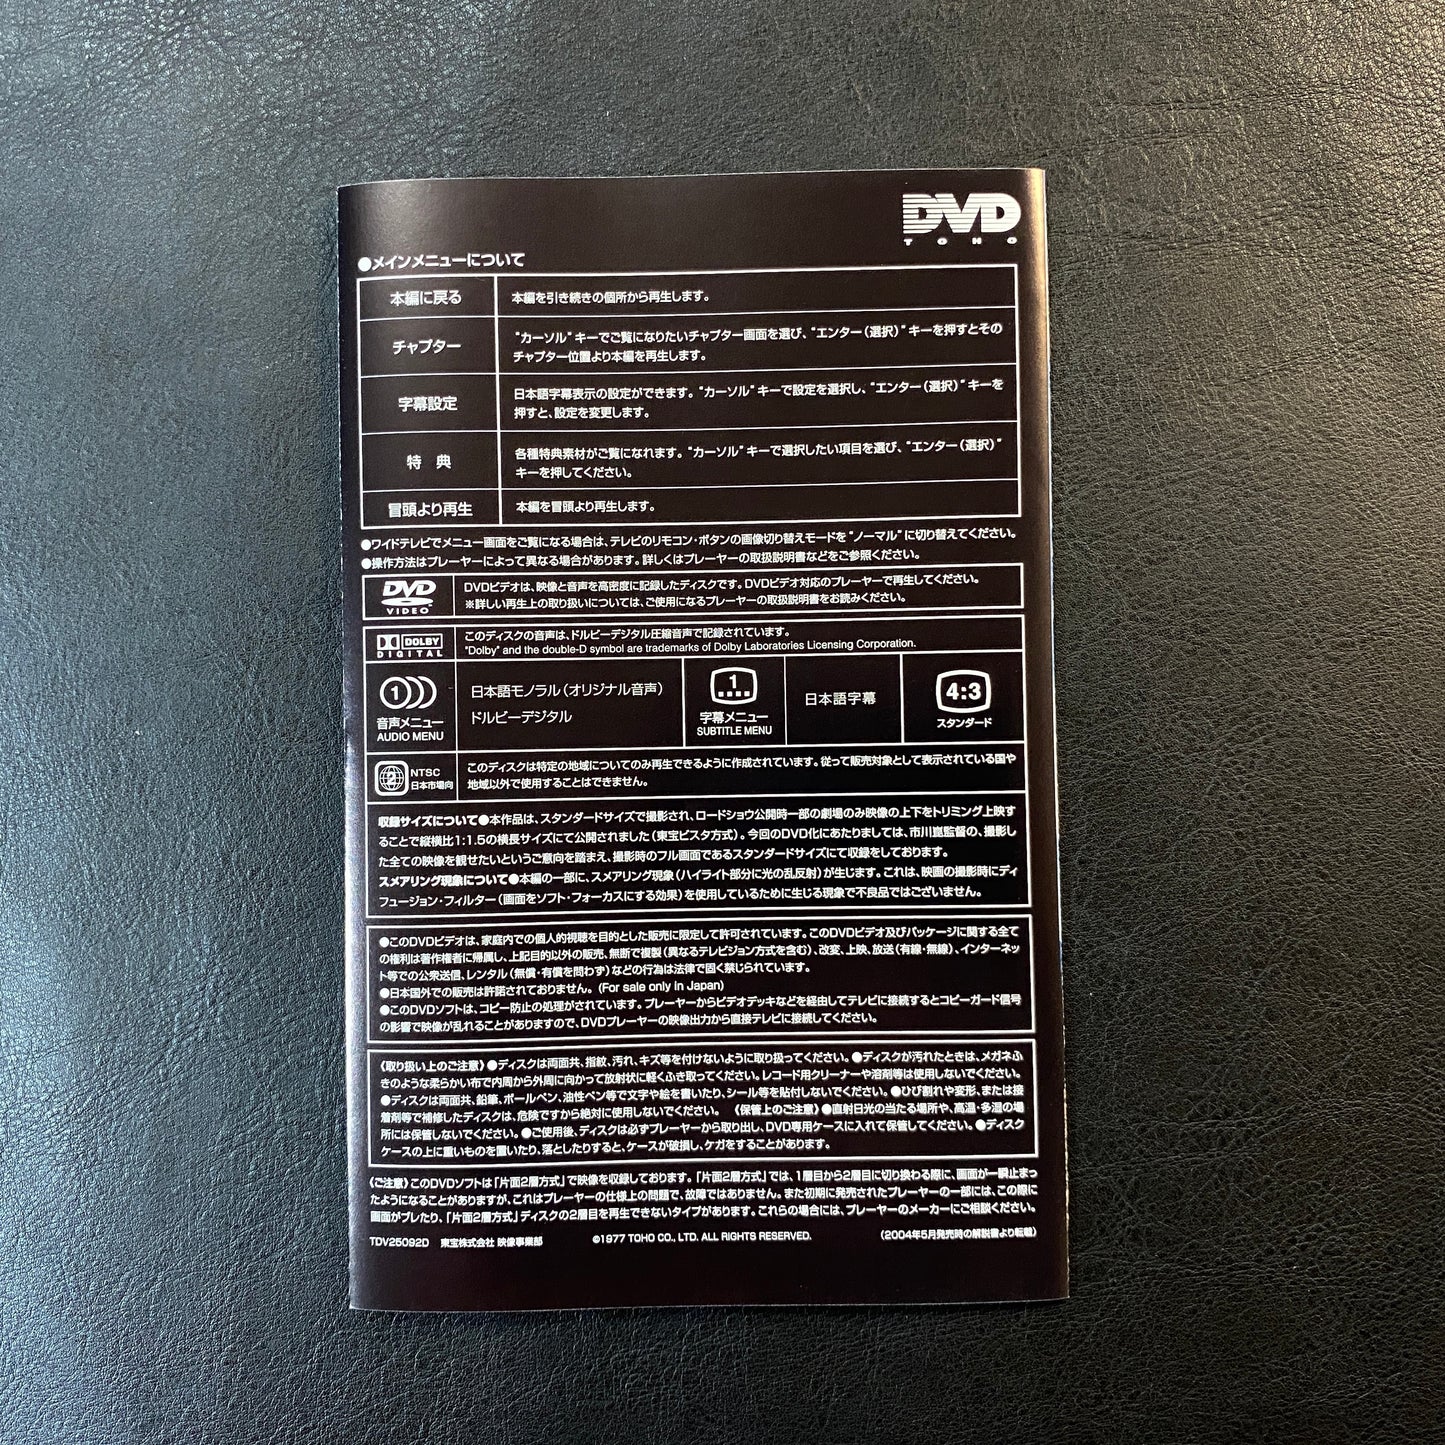 DVD
TOHO
●メインメニューについて
本編に戻る
本編を引き続きの個所から再生します。
チャプター
“カーソル”キーでご覧になりたいチャプター画面を選び、“エンター（選択）”キーを押すとその
チャプター位置より本編を再生します。
字幕設定
日本語字幕表示の設定ができます。“カーソル”キーで設定を選択し、“エンター（選択）”キーを
押すと、設定を変更します。
特 典
各種特典素材がご覧になれます。“カーソル”キーで選択したい項目を選び、“エンター（選択）”
キーを押してください。
冒頭より再生
本編を冒頭より再生します。
●ワイドテレビでメニュー画面をご覧になる場合は、テレビのリモコン・ボタンの画像切り替えモードを“ノーマル”に切り替えてください。
●操作方法はプレーヤーによって異なる場合があります。詳しくはプレーヤーの取扱説明書などをご参照ください。
DVD
VIDEO
DVDビデオは、映像と音声を高密度に記録したディスクです。DVDビデオ対応のプレーヤーで再生してください。
※詳しい再生上の取り扱いについては、ご使用になるプレーヤーの取扱説明書をお読みください。
DOLBY
DIGITAL
このディスクの音声は、ドルビーデジタル圧縮音声で記録されています。
"Dolby" and the double-D symbol are trademarks of Dolby Laboratories Licensing Corporation.
1
音声メニュー
AUDIO MENU
日本語モノラル（オリジナル音声）
ドルビーデジタル
1
字幕メニュー
SUBTITLE MENU
日本語字幕
4:3
スタンダード
2
NTSC
日本市場向
このディスクは特定の地域についてのみ再生できるように作成されています。従って販売対象として表示されている国や
地域以外で使用することはできません。
収録サイズについて●本作品は、スタンダードサイズで撮影され、ロードショウ公開時一部の劇場のみ映像の上下をトリミング上映す
ることで縦横比1:1.5の横長サイズにて公開されました（東宝ビスタ方式）。今回のDVD化にあたりましては、市川崑監督の、撮影し
た全ての映像を観せたいというご意向を踏まえ、撮影時のフル画面であるスタンダードサイズにて収録をしております。
スメアリング現象について●本編の一部に、スメアリング現象（ハイライト部分に光の乱反射）が生じます。これは、映画の撮影時にディ
フュージョン・フィルター（画面をソフト・フォーカスにする効果）を使用しているために生じる現象で不良品ではございません。
●このDVDビデオは、家庭内での個人的視聴を目的とした販売に限定して許可されています。このDVDビデオ及びパッケージに関する全て
の権利は著作権者に帰属し、上記目的以外の販売、無断で複製（異なるテレビジョン方式を含む）、改変、上映、放送（有線・無線）、インターネッ
ト等での公衆送信、レンタル（無償・有償を問わず）などの行為は法律で固く禁じられています。
●日本国外での販売は許諾されておりません。(For sale only in Japan)
●このDVDソフトは、コピー防止の処理がされています。プレーヤーからビデオデッキなどを経由してテレビに接続するとコピーガード信号
の影響で映像が乱れることがありますので、DVDプレーヤーの映像出力から直接テレビに接続してください。
《取り扱い上のご注意》●ディスクは両面共、指紋、汚れ、キズ等を付けないように取り扱ってください。●ディスクが汚れたときは、メガネふ
きのような柔らかい布で内周から外周に向かって放射状に軽くふき取ってください。レコード用クリーナーや溶剤等は使用しないでください。
●ディスクは両面共、鉛筆、ボールペン、油性ペン等で文字や絵を書いたり、シール等を貼付しないでください。●ひび割れや変形、または接
着剤等で補修したディスクは、危険ですから絶対に使用しないでください。 《保管上のご注意》●直射日光の当たる場所や、高温・多湿の場
所には保管しないでください。●ご使用後、ディスクは必ずプレーヤーから取り出し、DVD専用ケースに入れて保管してください。●ディスク
ケースの上に重いものを置いたり、落としたりすると、ケースが破損し、ケガをすることがあります。
《ご注意》このDVDソフトは「片面2層方式」で映像を収録しております。「片面2層方式」では、1層目から2層目に切り換わる際に、画面が一瞬止まっ
たようになることがありますが、これはプレーヤーの仕様上の問題で、故障ではありません。また初期に発売されたプレーヤーの一部には、この際に
画面がブレたり、「片面2層方式」ディスクの2層目を再生できないタイプがあります。これらの場合には、プレーヤーのメーカーにご相談ください。
TDV25092D 東宝株式会社 映像事業部 ©1977 TOHO CO., LTD. ALL RIGHTS RESERVED. （2004年5月発売時の解説書より転載）